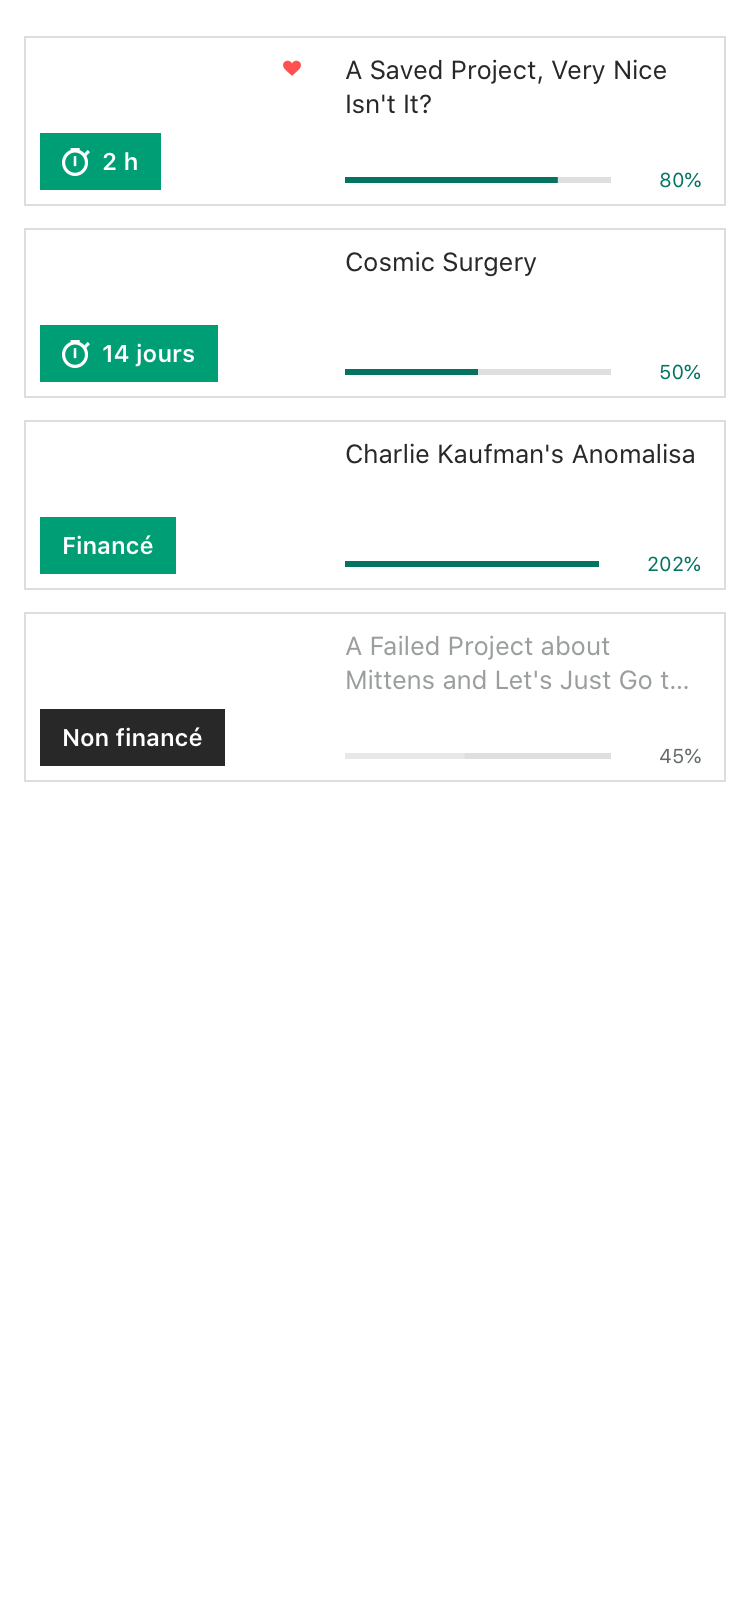 A Saved Project, Very Nice
Isn't It?
2 h
80%
Cosmic Surgery
14 jours
50%
Charlie Kaufman's Anomalisa
Financé
202%
A Failed Project about
Mittens and Let's Just Go t...
Non financé
45%